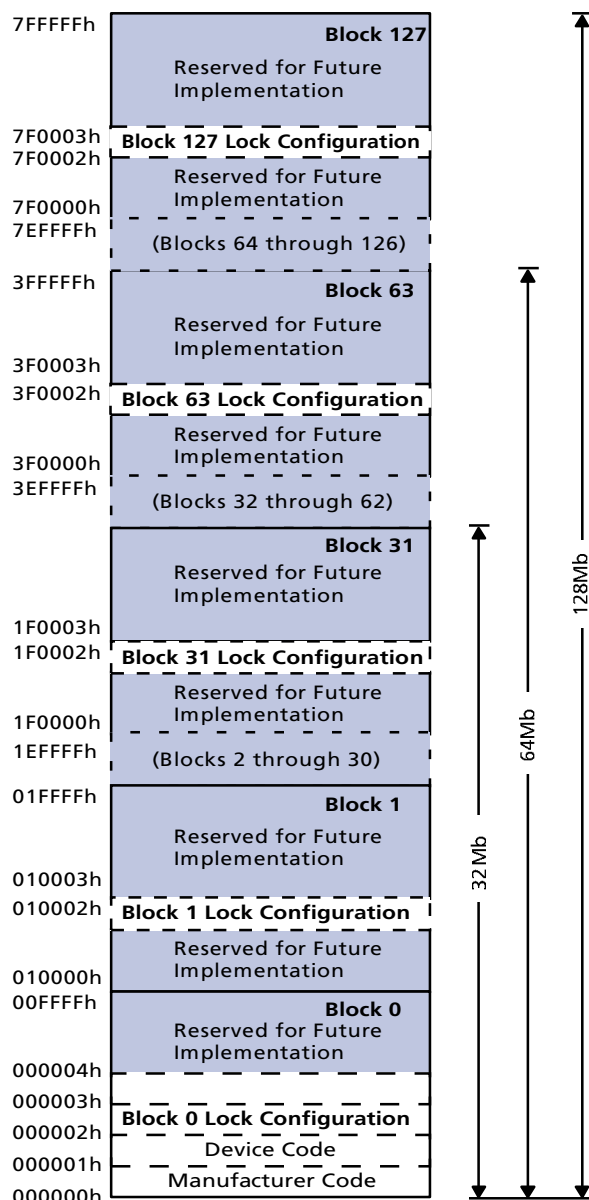 7FFFFFh
Block 127
Reserved for Future
Implementation
7F0003h
Block 127 Lock Configuration
7F0002h
Reserved for Future
Implementation
7F0000h
7EFFFFh
(Blocks 64 through 126)
3FFFFFh
Block 63
Reserved for Future
Implementation
3F0003h
3F0002h
Block 63 Lock Configuration
Reserved for Future
Implementation
3F0000h
3EFFFFh
(Blocks 32 through 62)
Block 31
Reserved for Future
Implementation
1F0003h
1F0002h
Block 31 Lock Configuration
Reserved for Future
Implementation
1F0000h
1EFFFFh
(Blocks 2 through 30)
01FFFFh
Block 1
Reserved for Future
Implementation
010003h
010002h
Block 1 Lock Configuration
Reserved for Future
Implementation
010000h
00FFFFh
Block 0
Reserved for Future
Implementation
000004h
000003h
Block 0 Lock Configuration
000002h
Device Code
000001h
Manufacturer Code
000000h
32 Mb
64Mb
128Mb